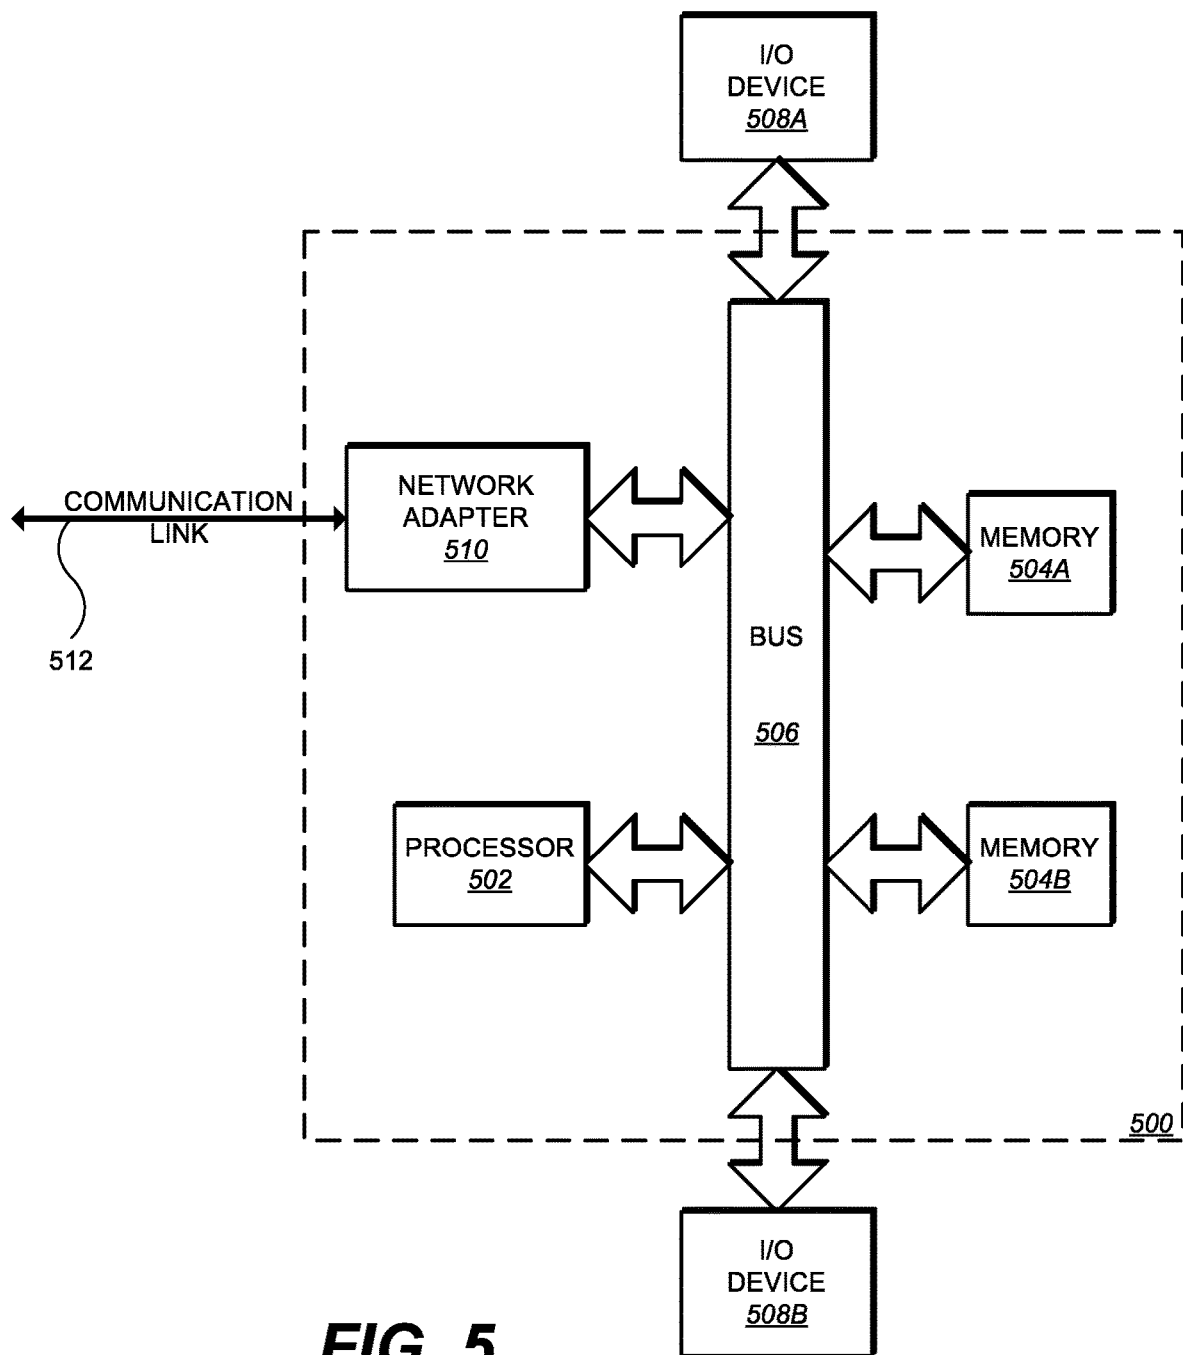 I/O
DEVICE
508A
COMMUNICATION
LINK
512
NETWORK
ADAPTER
510
MEMORY
504A
BUS
506
PROCESSOR
502
MEMORY
504B
500
I/O
DEVICE
508B
FIG. 5